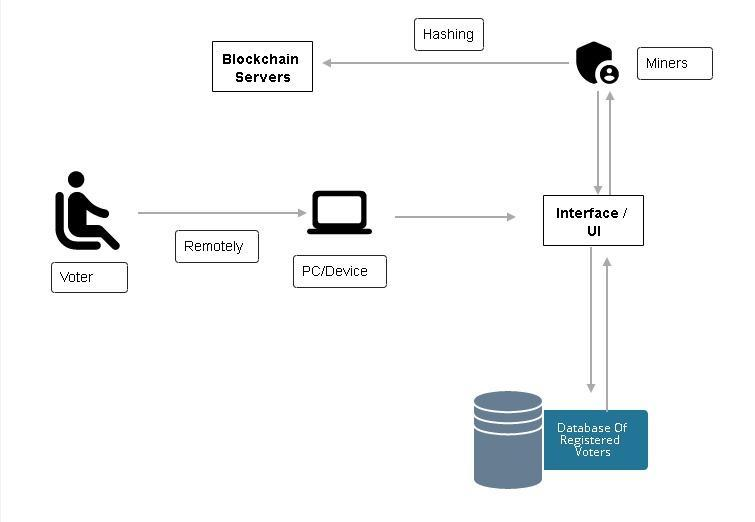 Hashing
Blockchain
Servers
Miners
Interface /
UI
Remotely
Voter
PC/Device
Database Of
Registered
Voters